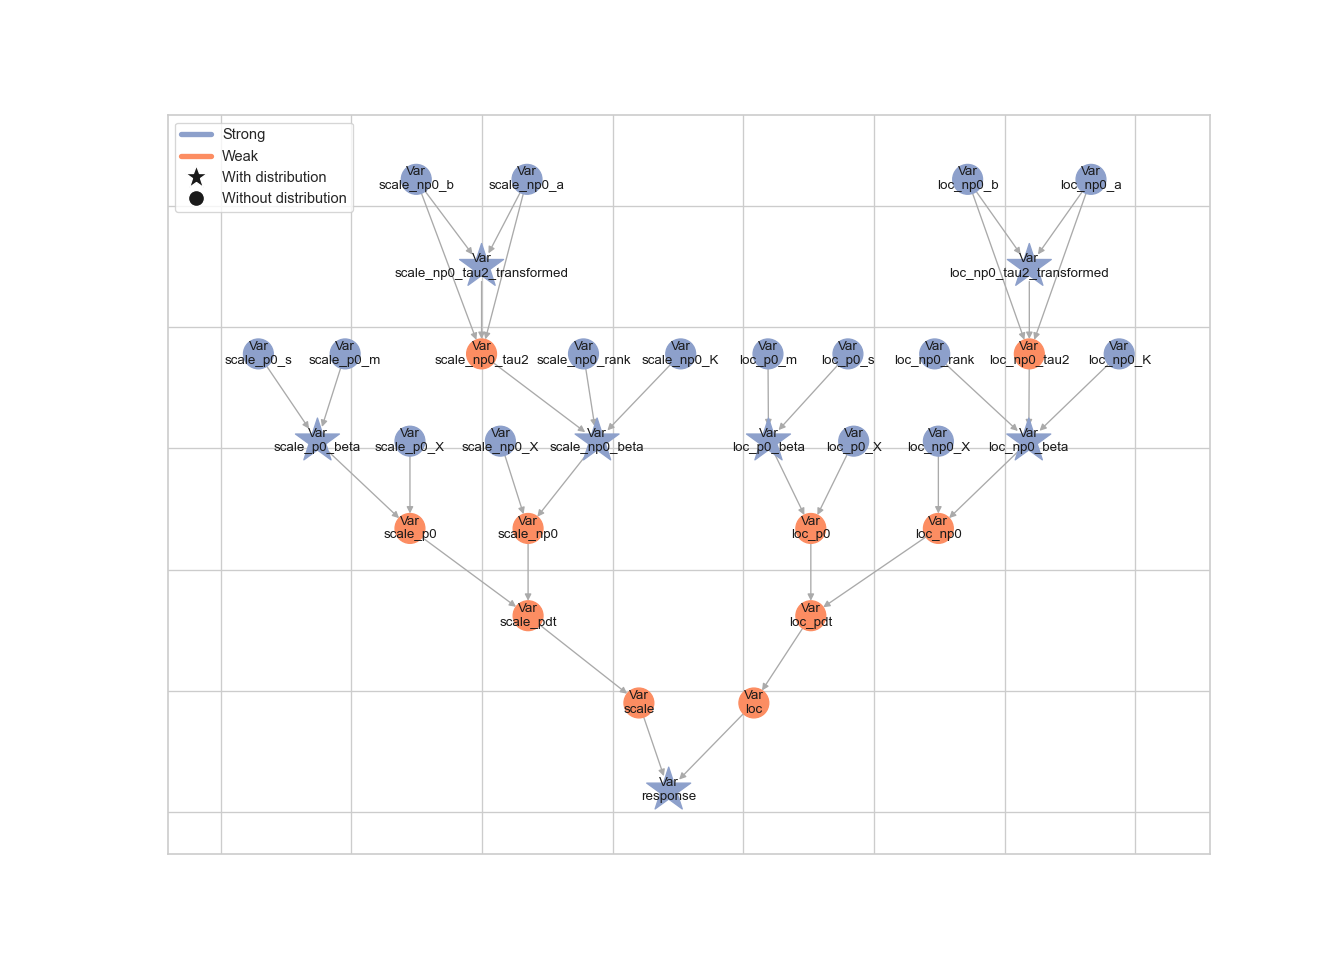 Strong
Weak
With distribution
Without distribution
Var
scale_np0_b
Var
scale_np0_a
Var
loc_np0_b
Var
loc_np0_a
Var
scale_np0_tau2_transformed
Var
loc_np0_tau2_transformed
Var
scale_p0_s
Var
scale_p0_m
Var
scale_np0_tau2
Var
scale_np0_rank
Var
scale_np0_K
Var
loc_p0_m
Var
loc_p0_s
Var
loc_np0_rank
Var
loc_np0_tau2
Var
loc_np0_K
Var
scale_p0_beta
Var
scale_p0_X
Var
scale_np0_X
Var
scale_np0_beta
Var
loc_p0_beta
Var
loc_p0_X
Var
loc_np0_X
Var
loc_np0_beta
Var
scale_p0
Var
scale_np0
Var
loc_p0
Var
loc_np0
Var
scale_pdt
Var
loc_pdt
Var
scale
Var
loc
Var
response